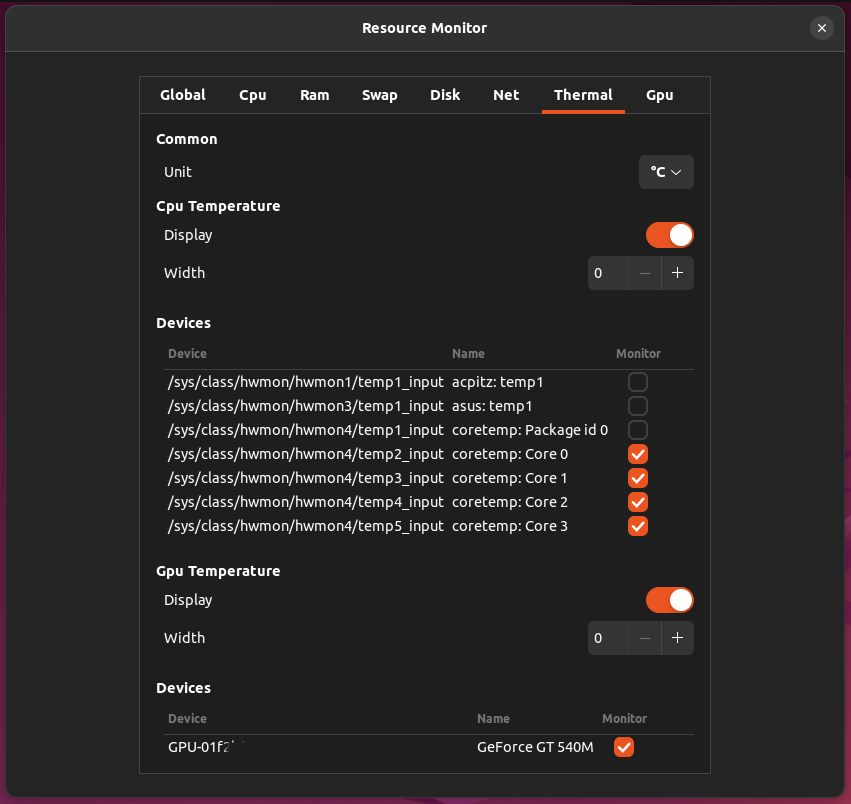 Resource Monitor
Global Cpu Ram Swap Disk Net Thermal Gpu
Common
Unit °C
Cpu Temperature
Display
Width 0 − +
Devices
Device Name Monitor
/sys/class/hwmon/hwmon1/temp1_input acpitz: temp1
/sys/class/hwmon/hwmon3/temp1_input asus: temp1
/sys/class/hwmon/hwmon4/temp1_input coretemp: Package id 0
/sys/class/hwmon/hwmon4/temp2_input coretemp: Core 0
/sys/class/hwmon/hwmon4/temp3_input coretemp: Core 1
/sys/class/hwmon/hwmon4/temp4_input coretemp: Core 2
/sys/class/hwmon/hwmon4/temp5_input coretemp: Core 3
Gpu Temperature
Display
Width 0 − +
Devices
Device Name Monitor
GeForce GT 540M